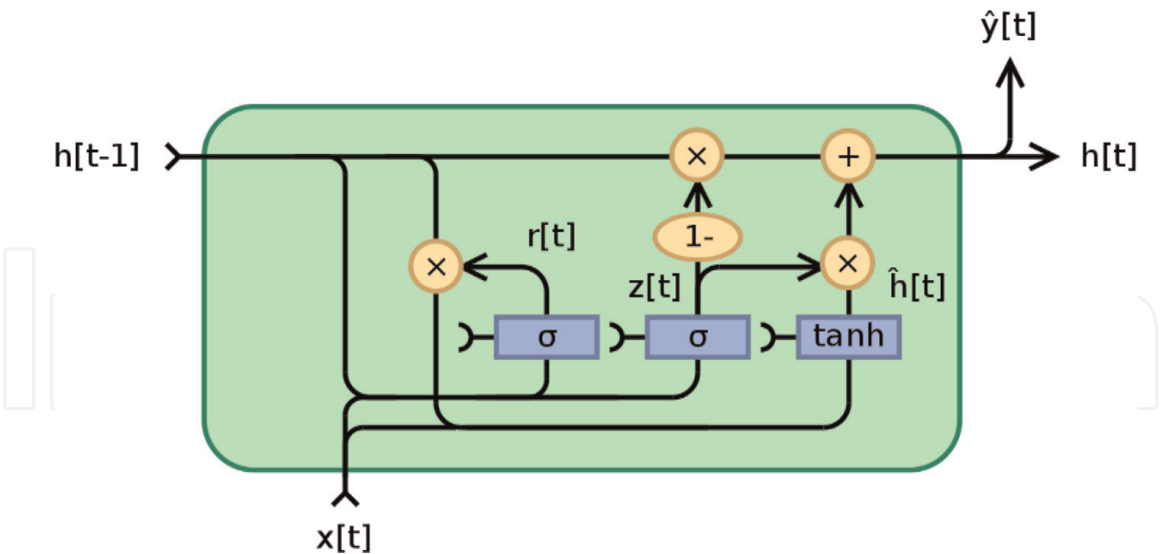 ŷ[t]
h[t-1]
×
+
h[t]
r[t]
1-
×
×
z[t]
ĥ[t]
σ
σ
tanh
x[t]